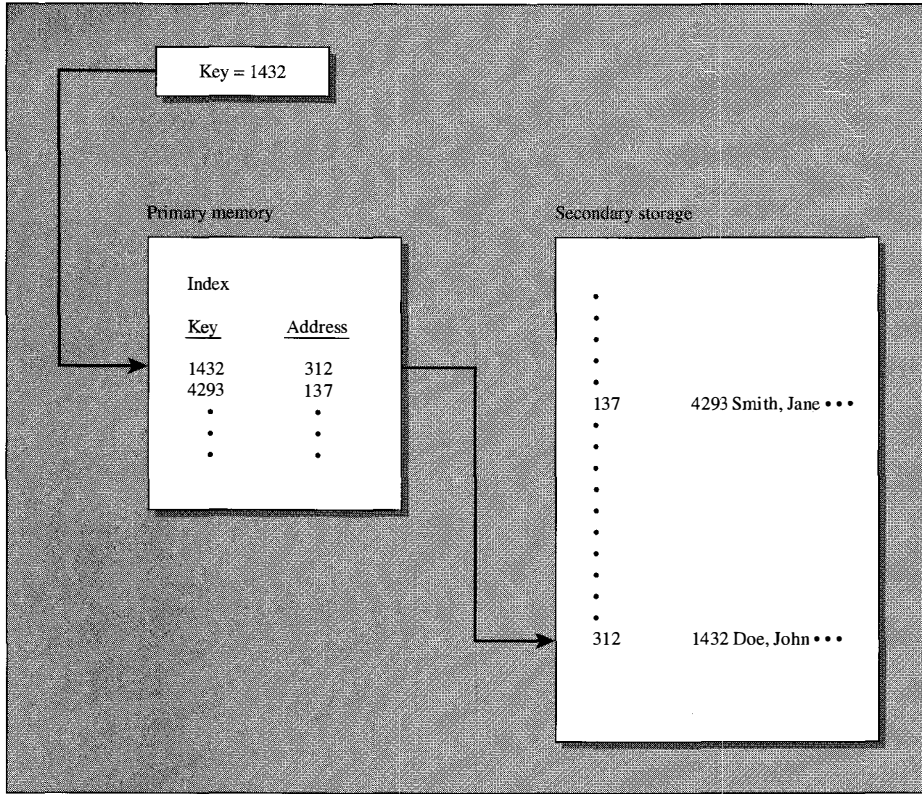 Key = 1432
Primary memory
Index
Key Address
1432 312
4293 137
Secondary storage
137 4293 Smith, Jane • • •
312 1432 Doe, John • • •